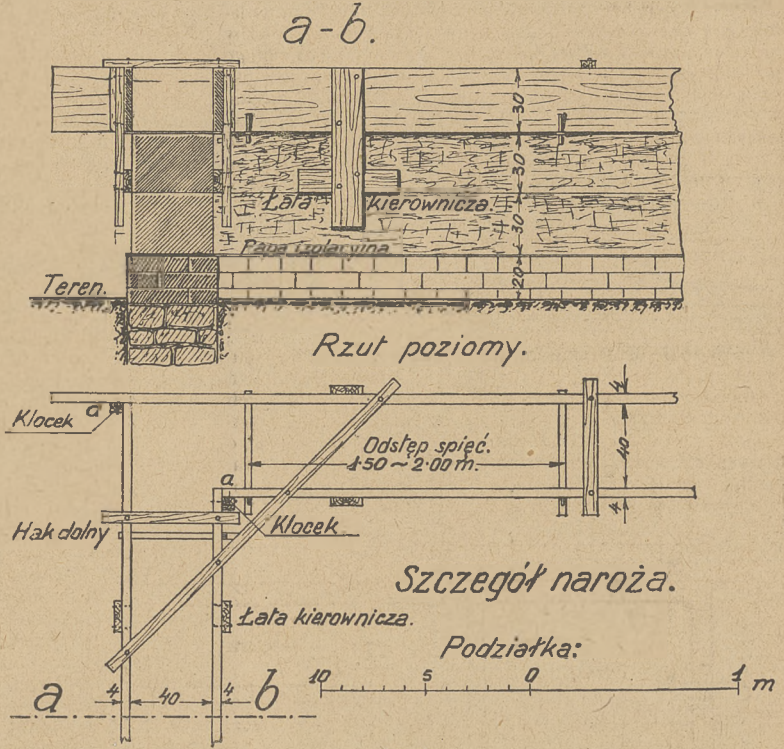 a-b.
30
30
Łata kierownicza
30
Papa izolacyjna
20
Teren.
Rzut poziomy.
4
a
Klocek
Odstęp spięć.
1·50 ~ 2·00 m.
40
a
4
Hak dolny
Klocek
Szczegół naroża.
Łata kierownicza.
Podziałka:
a 4 40 4 b
10 5 0 1 m